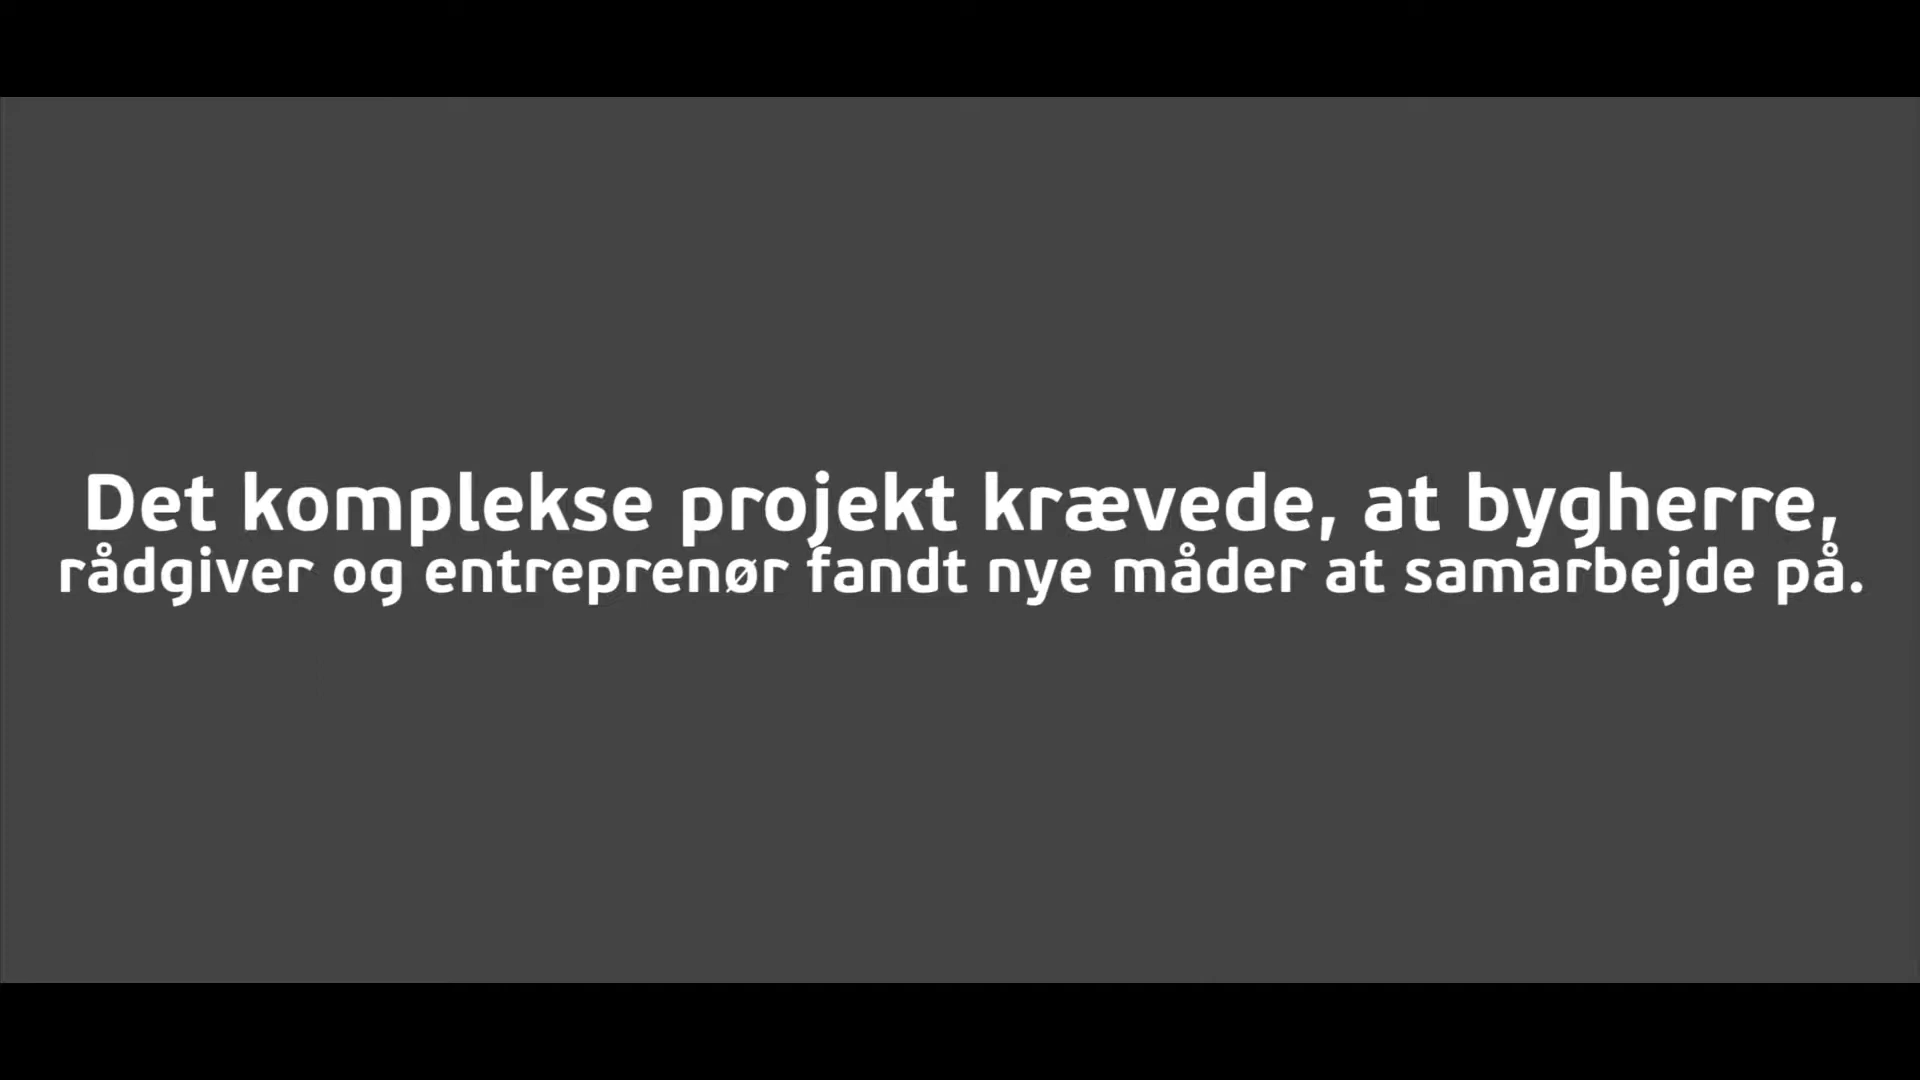 Det komplekse projekt krævede, at bygherre,
rådgiver og entreprenør fandt nye måder at samarbejde på.